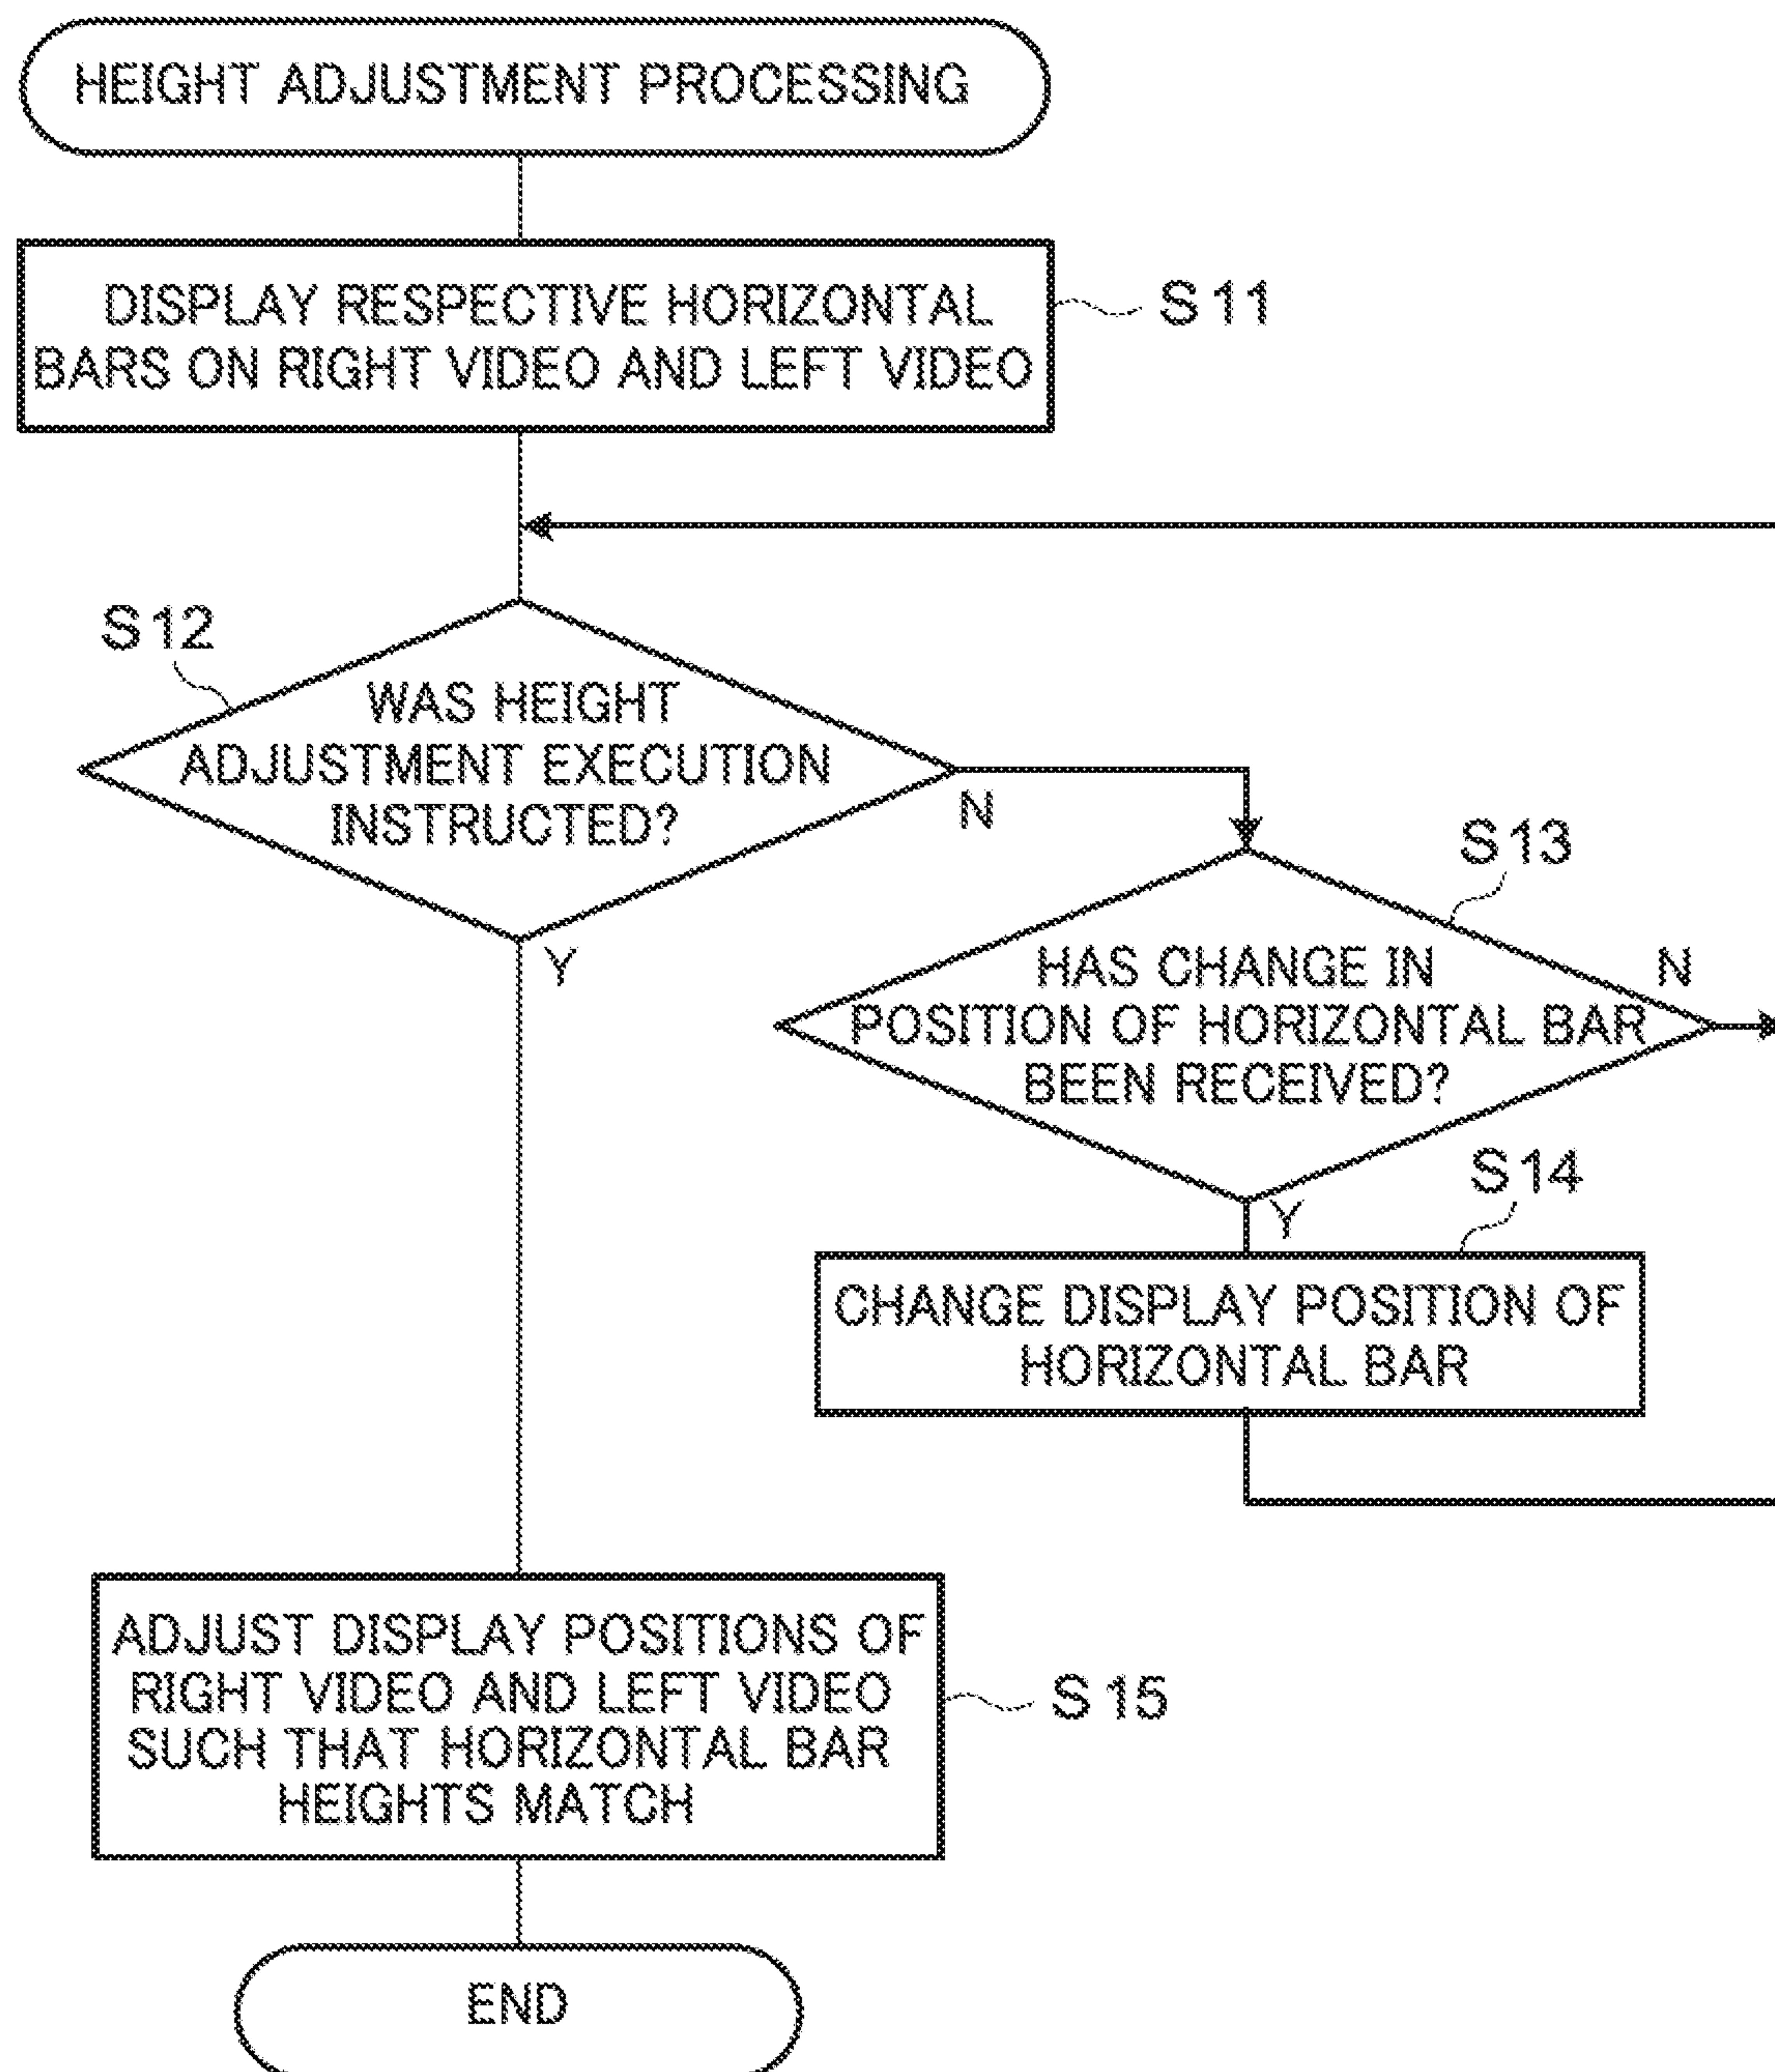 HEIGHT ADJUSTMENT PROCESSING
DISPLAY RESPECTIVE HORIZONTAL
BARS ON RIGHT VIDEO AND LEFT VIDEO
S11
S12
WAS HEIGHT
ADJUSTMENT EXECUTION
INSTRUCTED?
N
Y
S13
HAS CHANGE IN
POSITION OF HORIZONTAL BAR
BEEN RECEIVED?
N
Y
S14
CHANGE DISPLAY POSITION OF
HORIZONTAL BAR
ADJUST DISPLAY POSITIONS OF
RIGHT VIDEO AND LEFT VIDEO
SUCH THAT HORIZONTAL BAR
HEIGHTS MATCH
S15
END